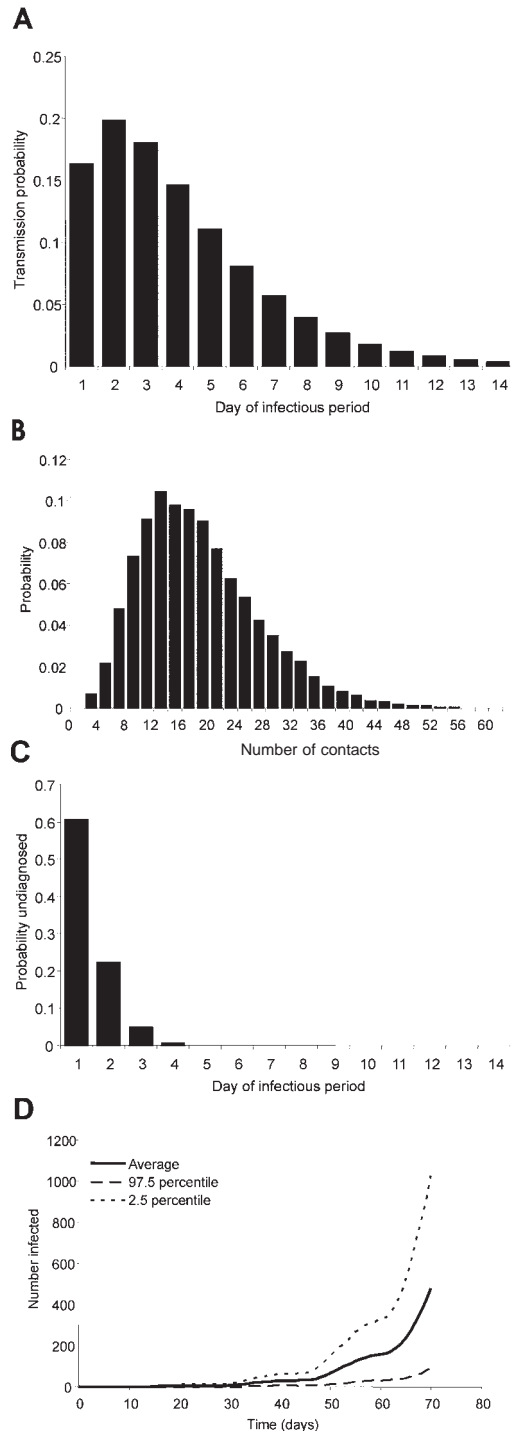 A
0.25
0.2
0.15
0.1
0.05
0
Transmission probability
1 2 3 4 5 6 7 8 9 10 11 12 13 14
Day of infectious period
B
0.12
0.1
0.08
0.06
0.04
0.02
0
Probability
0 4 8 12 16 20 24 28 32 36 40 44 48 52 56 60
Number of contacts
C
0.7
0.6
0.5
0.4
0.3
0.2
0.1
0
Probability undiagnosed
1 2 3 4 5 6 7 8 9 10 11 12 13 14
Day of infectious period
D
1200
1000
800
600
400
200
0
Number infected
Average
97.5 percentile
2.5 percentile
0 10 20 30 40 50 60 70 80
Time (days)